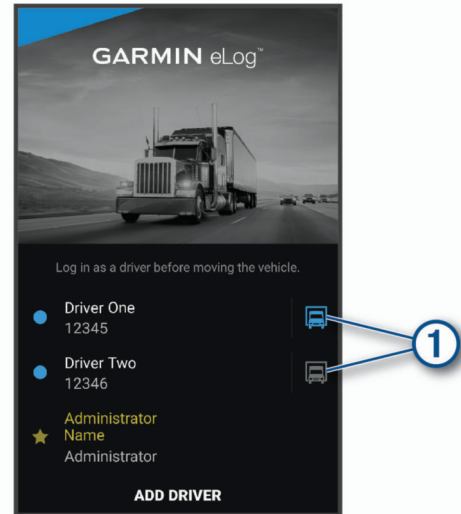 GARMIN eLog™
Log in as a driver before moving the vehicle.
Driver One
12345
1
Driver Two
12346
Administrator
Name
Administrator
ADD DRIVER